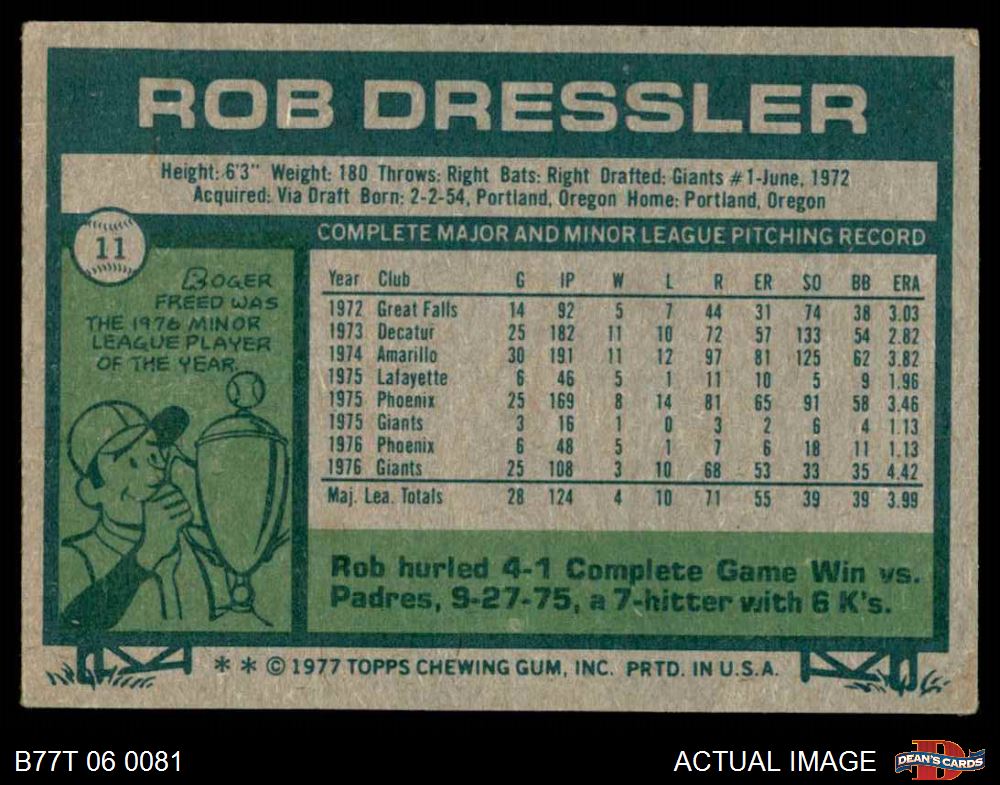 ROB DRESSLER
Height: 6'3" Weight: 180 Throws: Right Bats: Right Drafted: Giants #1-June, 1972
Acquired: Via Draft Born: 2-2-54, Portland, Oregon Home: Portland, Oregon
11
ROGER
FREED WAS
THE 1976 MINOR
LEAGUE PLAYER
OF THE YEAR.
COMPLETE MAJOR AND MINOR LEAGUE PITCHING RECORD
Year Club G IP W L R ER SO BB ERA
1972 Great Falls 14 92 5 7 44 31 74 38 3.03
1973 Decatur 25 182 11 10 72 57 133 54 2.82
1974 Amarillo 30 191 11 12 97 81 125 62 3.82
1975 Lafayette 6 46 5 1 11 10 5 9 1.96
1975 Phoenix 25 169 8 14 81 65 91 58 3.46
1975 Giants 3 16 1 0 3 2 6 4 1.13
1976 Phoenix 6 48 5 1 7 6 18 11 1.13
1976 Giants 25 108 3 10 68 53 33 35 4.42
Maj. Lea. Totals 28 124 4 10 71 55 39 39 3.99
Rob hurled 4-1 Complete Game Win vs.
Padres, 9-27-75, a 7-hitter with 6 K's.
* * © 1977 TOPPS CHEWING GUM, INC. PRTD. IN U.S.A.
B77T 06 0081 ACTUAL IMAGE DEAN'S CARDS